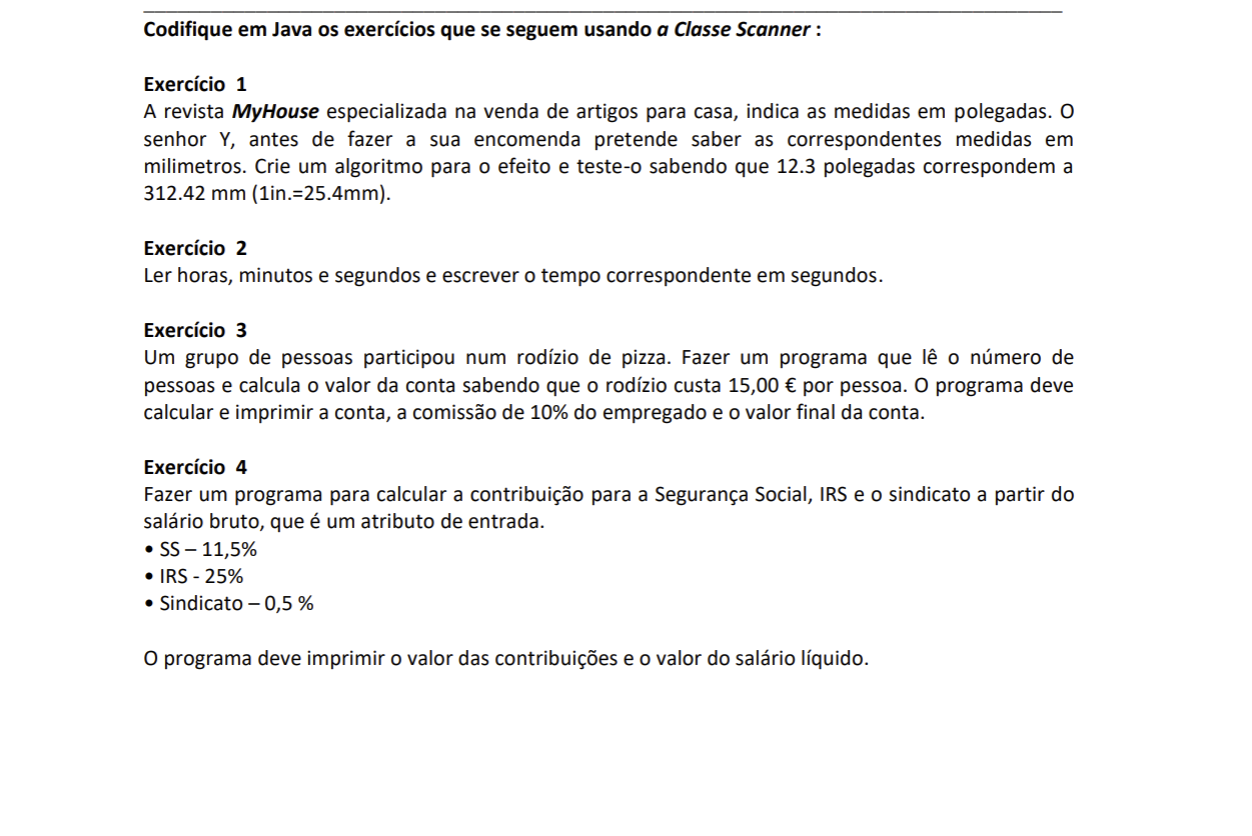 Codifique em Java os exercícios que se seguem usando a Classe Scanner :
Exercício 1
A revista MyHouse especializada na venda de artigos para casa, indica as medidas em polegadas. O
senhor Y, antes de fazer a sua encomenda pretende saber as correspondentes medidas em
milimetros. Crie um algoritmo para o efeito e teste-o sabendo que 12.3 polegadas correspondem a
312.42 mm (1in.=25.4mm).
Exercício 2
Ler horas, minutos e segundos e escrever o tempo correspondente em segundos.
Exercício 3
Um grupo de pessoas participou num rodízio de pizza. Fazer um programa que lê o número de
pessoas e calcula o valor da conta sabendo que o rodízio custa 15,00 € por pessoa. O programa deve
calcular e imprimir a conta, a comissão de 10% do empregado e o valor final da conta.
Exercício 4
Fazer um programa para calcular a contribuição para a Segurança Social, IRS e o sindicato a partir do
salário bruto, que é um atributo de entrada.
• SS – 11,5%
• IRS - 25%
• Sindicato – 0,5 %
O programa deve imprimir o valor das contribuições e o valor do salário líquido.